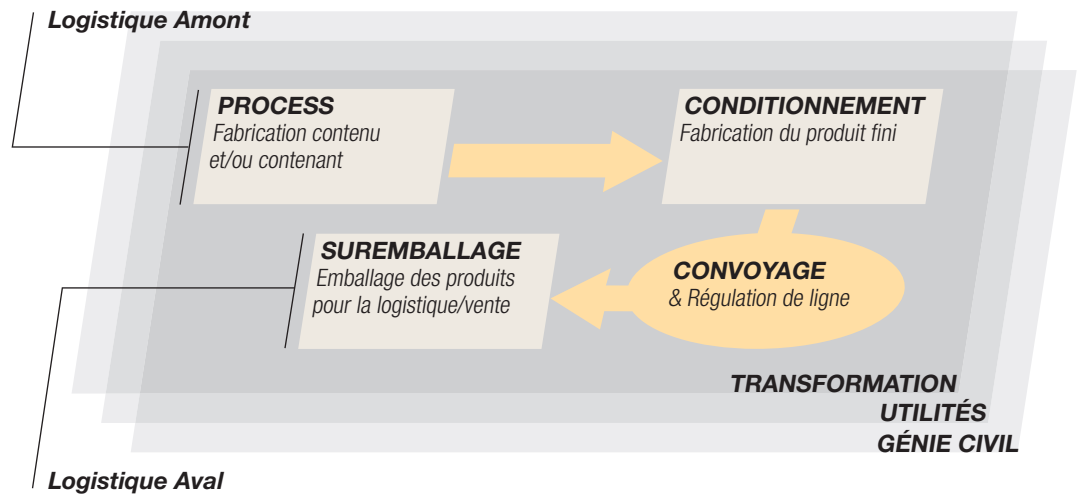 Logistique Amont
PROCESS
Fabrication contenu
et/ou contenant
CONDITIONNEMENT
Fabrication du produit fini
SUREMBALLAGE
Emballage des produits
pour la logistique/vente
CONVOYAGE
& Régulation de ligne
TRANSFORMATION
UTILITÉS
GÉNIE CIVIL
Logistique Aval